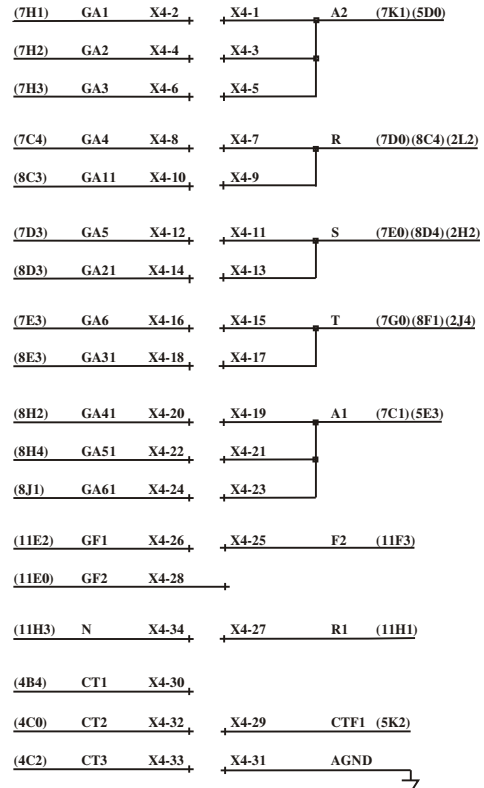 (7H1) GA1 X4-2 X4-1 A2 (7K1)(5D0)
(7H2) GA2 X4-4 X4-3
(7H3) GA3 X4-6 X4-5
(7C4) GA4 X4-8 X4-7 R (7D0)(8C4)(2L2)
(8C3) GA11 X4-10 X4-9
(7D3) GA5 X4-12 X4-11 S (7E0)(8D4)(2H2)
(8D3) GA21 X4-14 X4-13
(7E3) GA6 X4-16 X4-15 T (7G0)(8F1)(2J4)
(8E3) GA31 X4-18 X4-17
(8H2) GA41 X4-20 X4-19 A1 (7C1)(5E3)
(8H4) GA51 X4-22 X4-21
(8J1) GA61 X4-24 X4-23
(11E2) GF1 X4-26 X4-25 F2 (11F3)
(11E0) GF2 X4-28
(11H3) N X4-34 X4-27 R1 (11H1)
(4B4) CT1 X4-30
(4C0) CT2 X4-32 X4-29 CTF1 (5K2)
(4C2) CT3 X4-33 X4-31 AGND